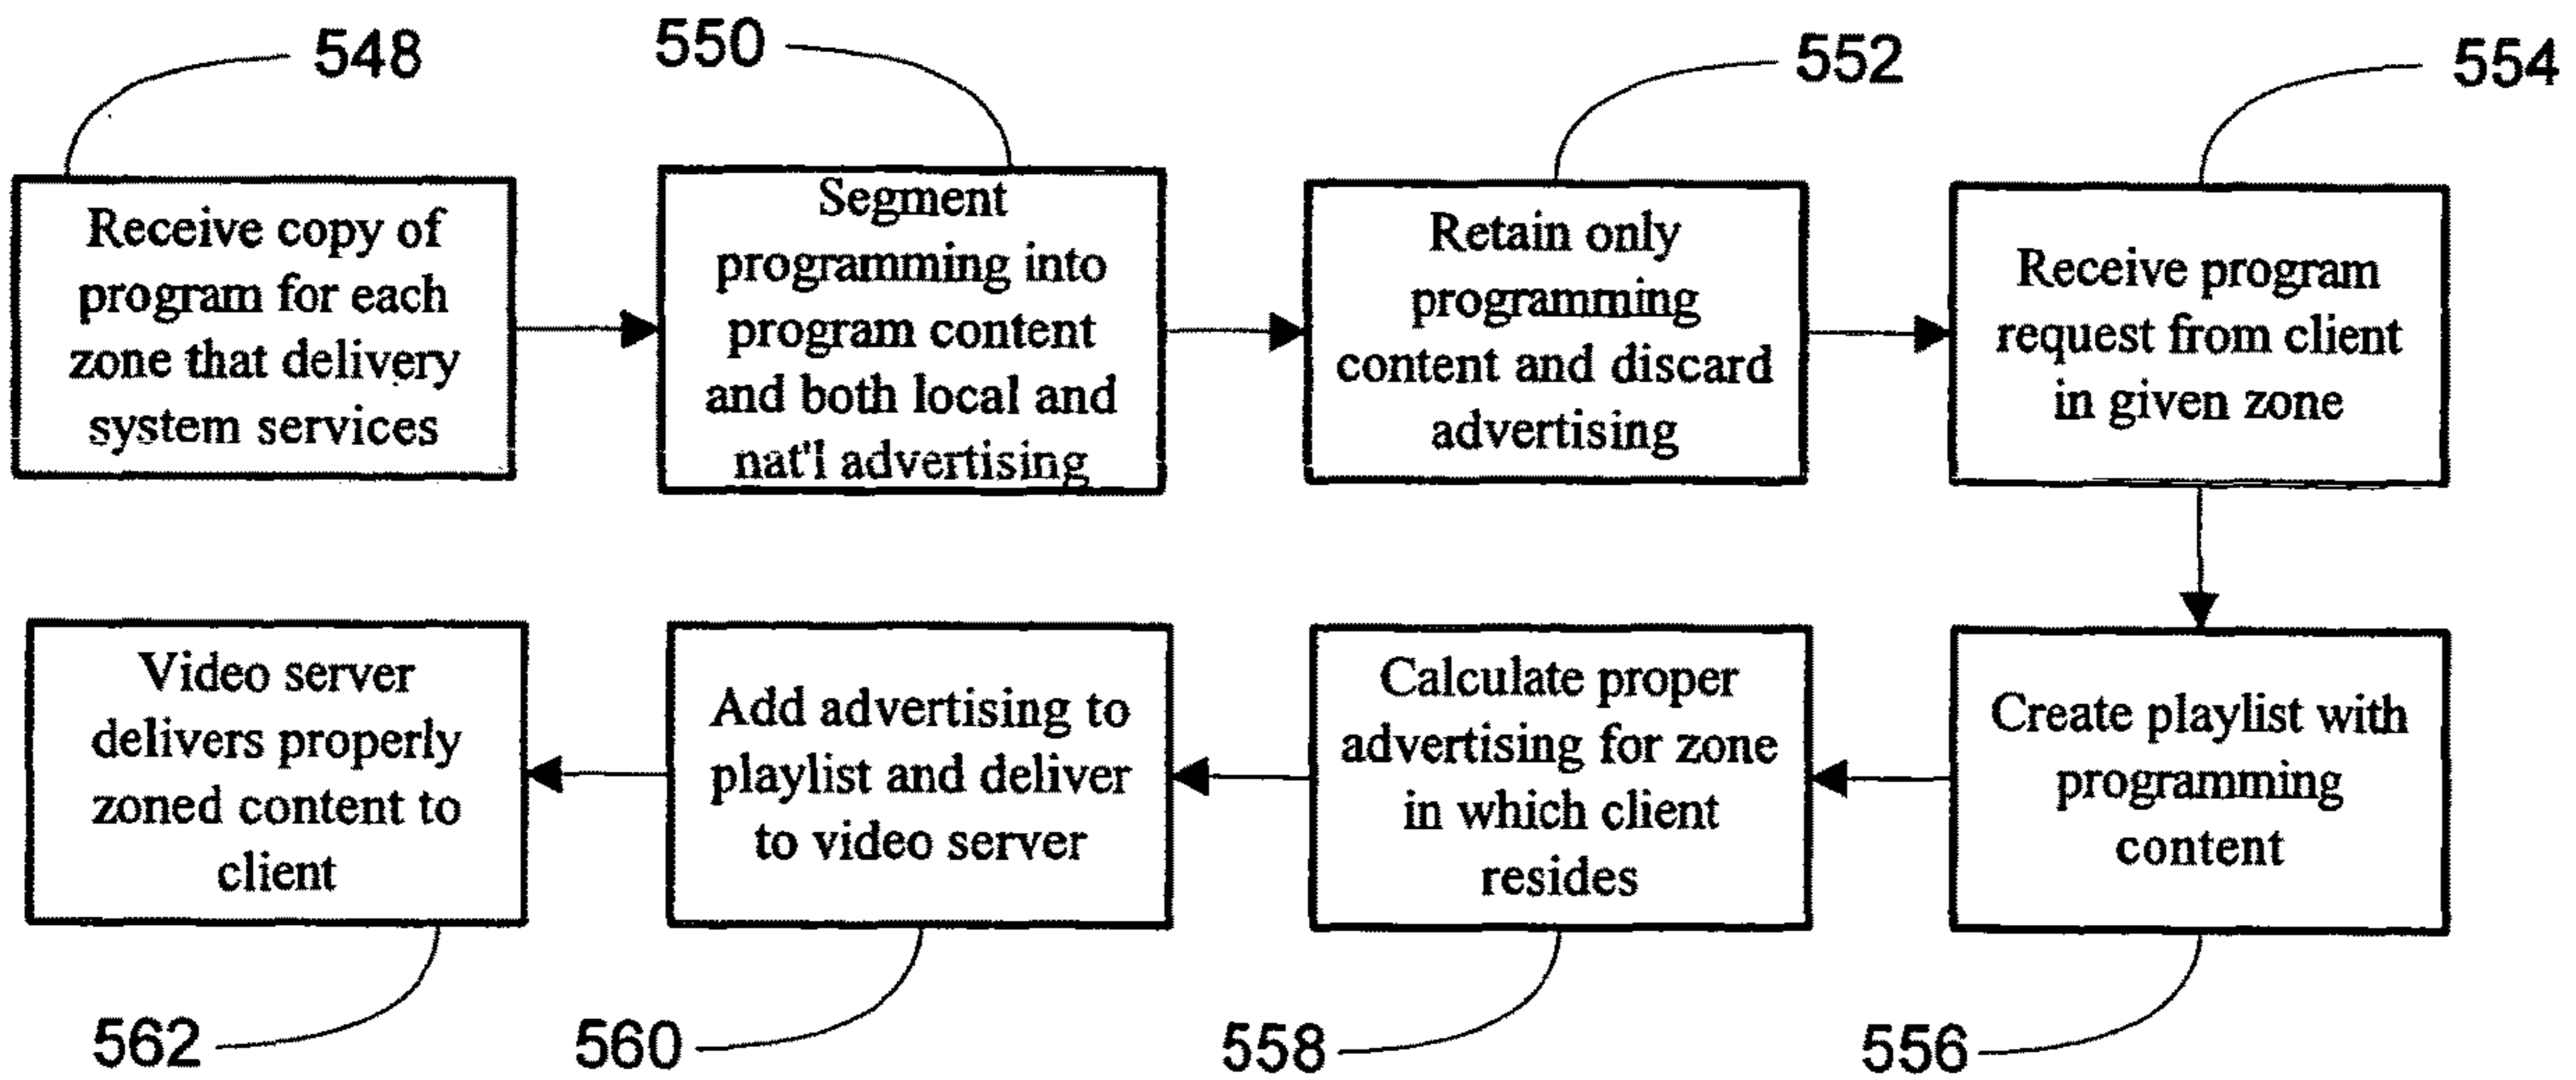 548
550
552
554
Receive copy of
program for each
zone that delivery
system services
Segment
programming into
program content
and both local and
nat'l advertising
Retain only
programming
content and discard
advertising
Receive program
request from client
in given zone
Video server
delivers properly
zoned content to
client
Add advertising to
playlist and deliver
to video server
Calculate proper
advertising for zone
in which client
resides
Create playlist with
programming
content
562
560
558
556